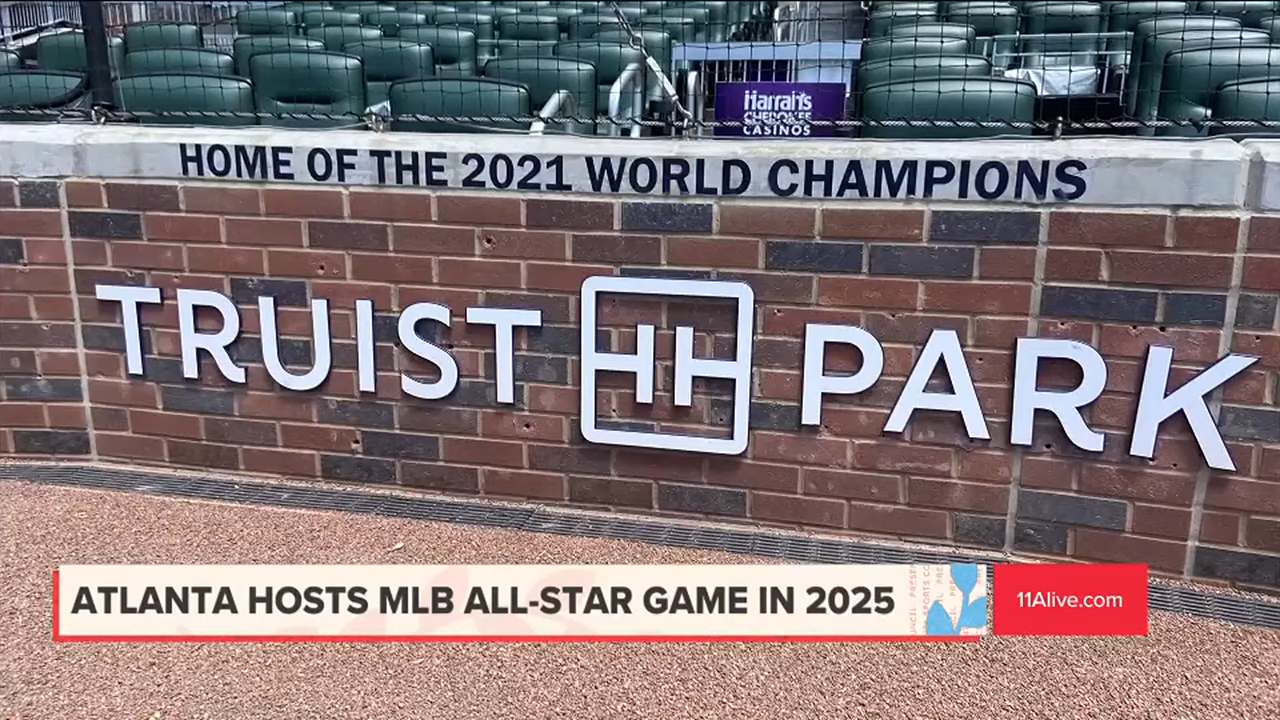 Harrah's
CHEROKEE
CASINOS
HOME OF THE 2021 WORLD CHAMPIONS
TRUIST PARK
ATLANTA HOSTS MLB ALL-STAR GAME IN 2025
11Alive.com